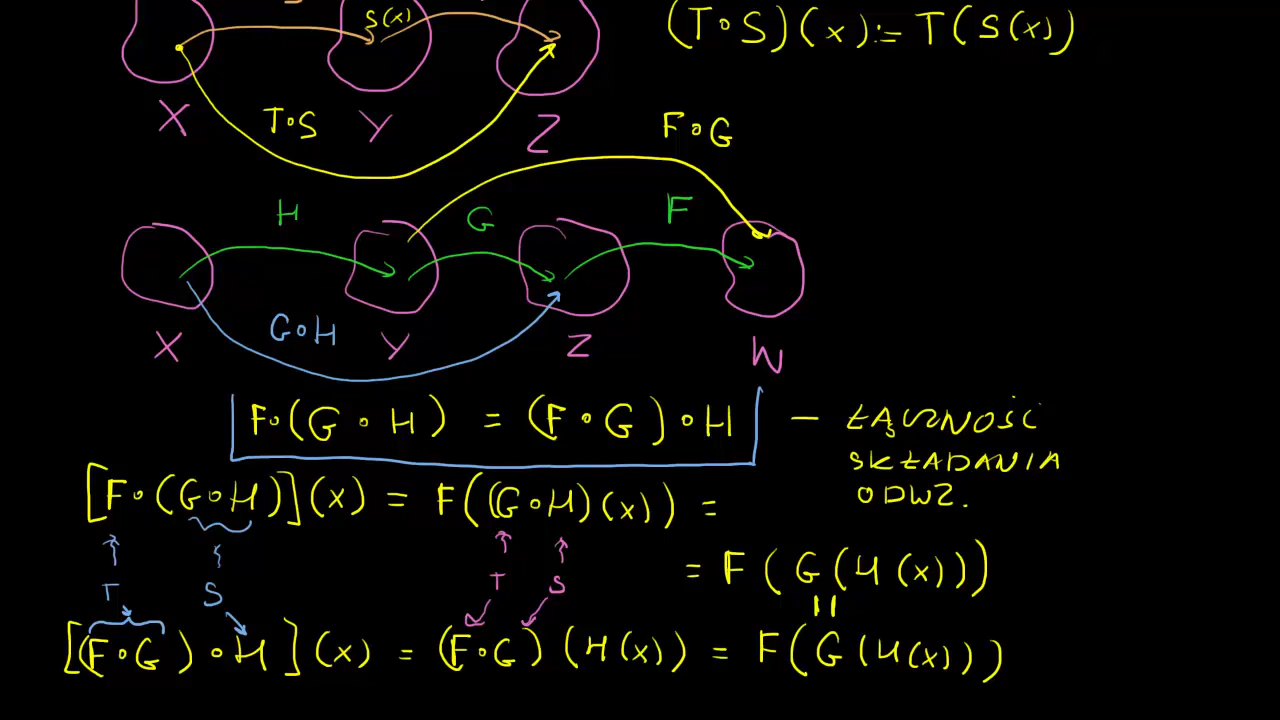 S(x)
(T∘S)(x) := T(S(x))
X
T∘S
Y
Z
F∘G
H
G
F
G∘H
X
Y
Z
W
F∘(G∘H) = (F∘G)∘H – ŁĄCZNOŚĆ
SKŁADANIA
ODWZ.
[F∘(G∘H)](x) = F((G∘H)(x)) =
T
S
T
S
= F(G(H(x)))
=
[(F∘G)∘H](x) = (F∘G)(H(x)) = F(G(H(x)))